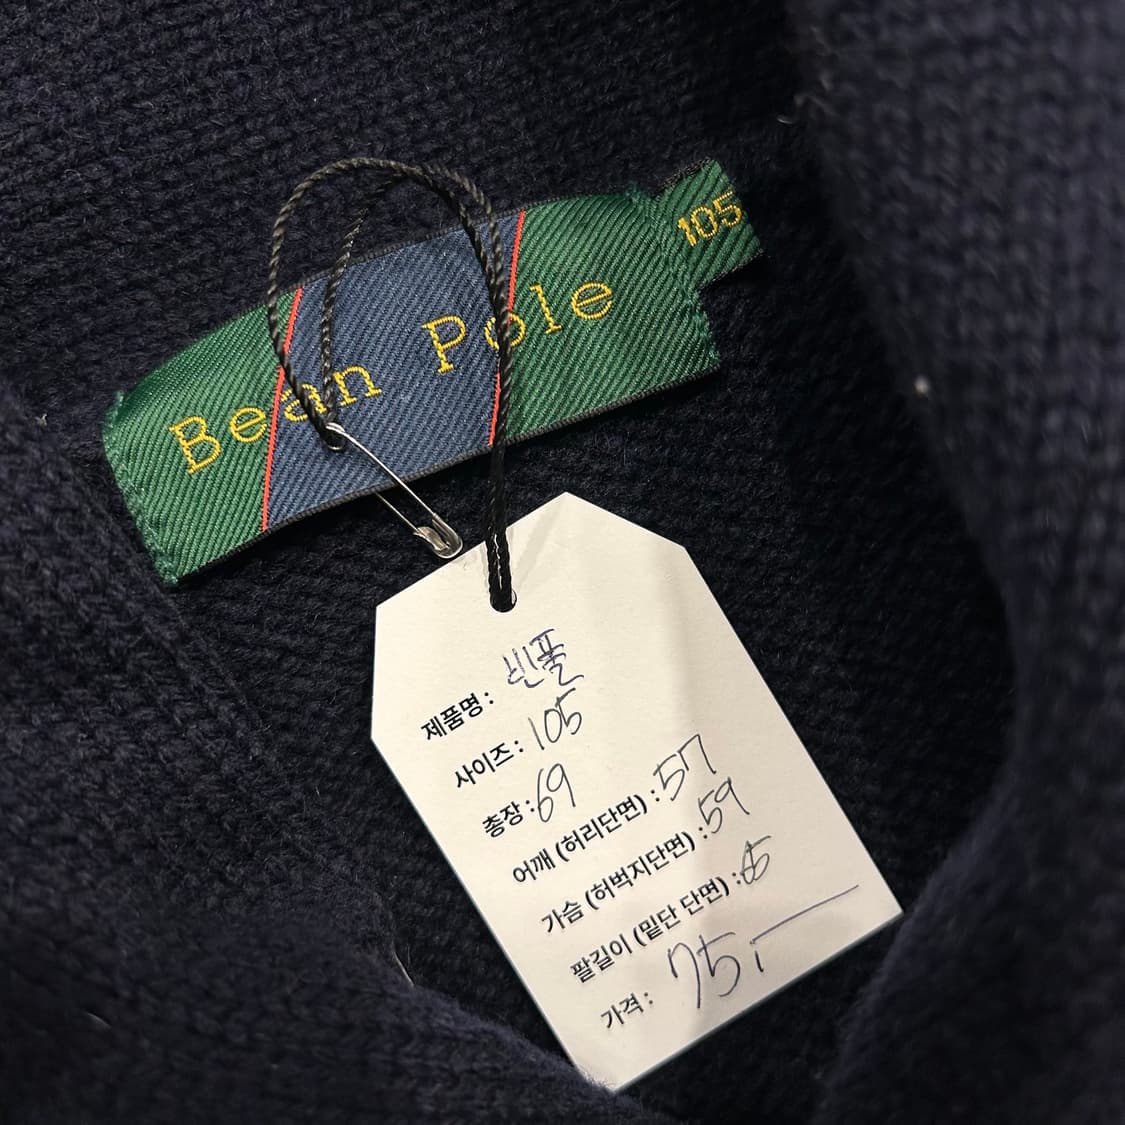 Bean Pole
105
제품명 : 빈폴
사이즈 : 105
총장 : 69
어깨 (허리단면) : 57
가슴 (허벅지단면) : 59
팔길이 (밑단 단면) :
가격 : 75,—